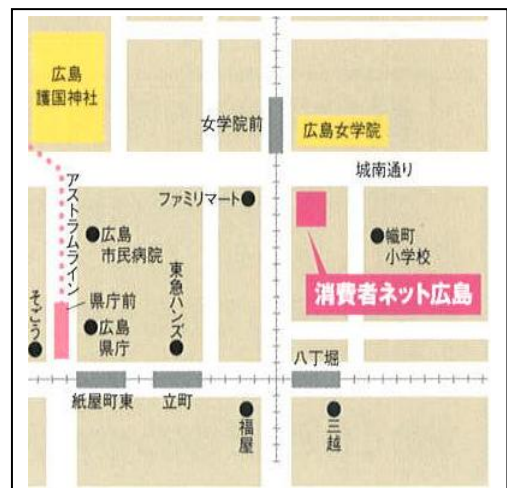 広島
護国神社
女学院前
広島女学院
城南通り
アストラムライン
ファミリマート
広島
市民病院
幟町
小学校
東急ハンズ
消費者ネット広島
県庁前
そごう
広島
県庁
八丁堀
紙屋町東
立町
福屋
三越